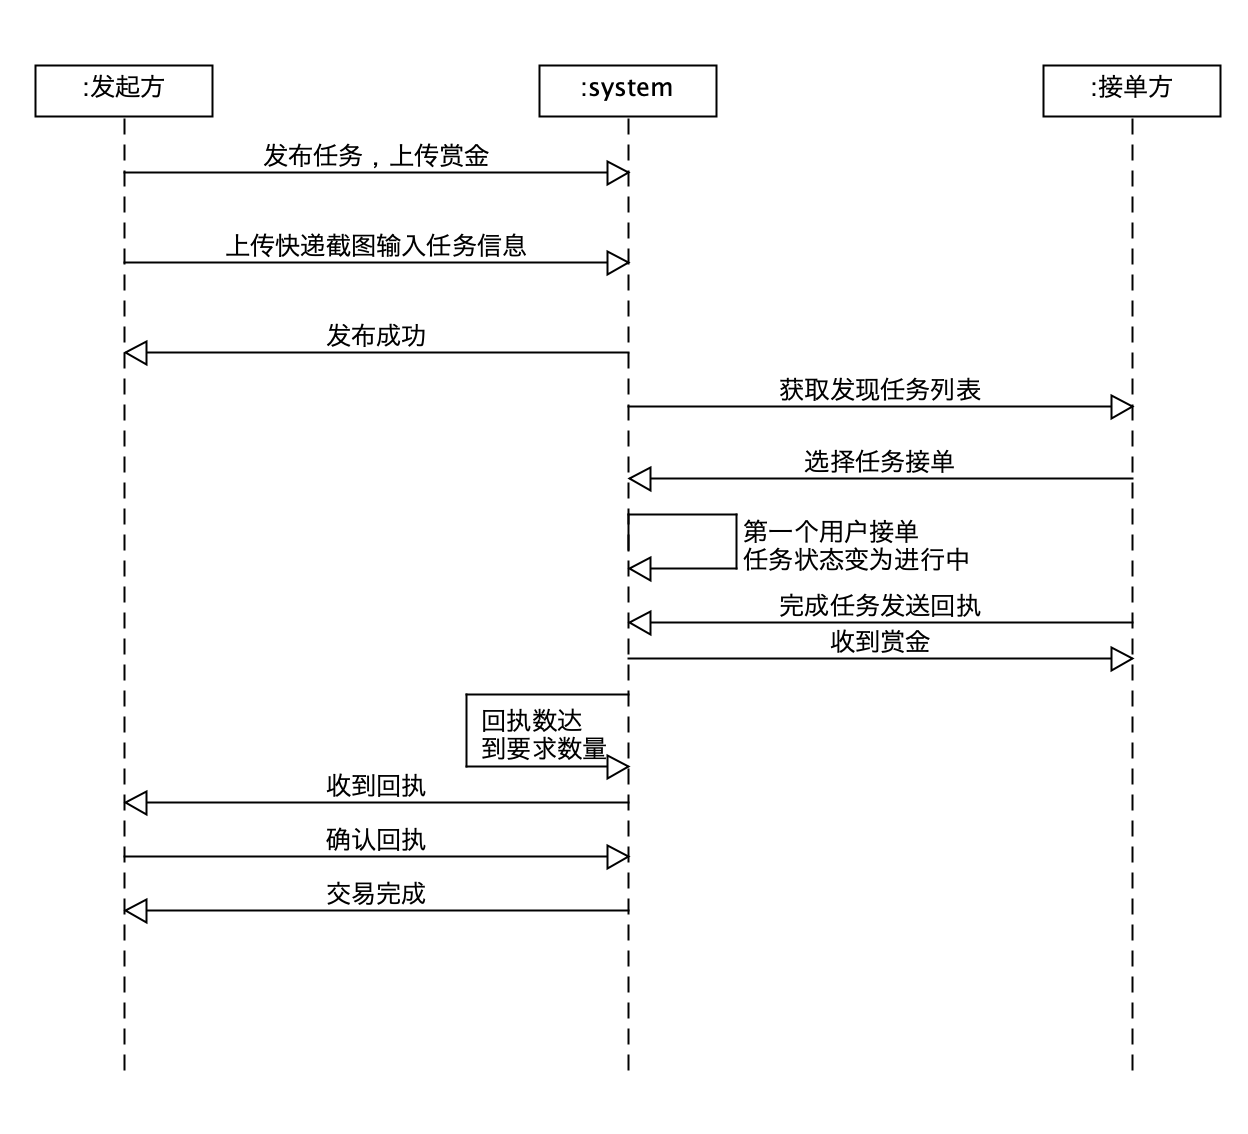 :发起方
:system
:接单方
发布任务，上传赏金
上传快递截图输入任务信息
发布成功
获取发现任务列表
选择任务接单
第一个用户接单
任务状态变为进行中
完成任务发送回执
收到赏金
回执数达
到要求数量
收到回执
确认回执
交易完成